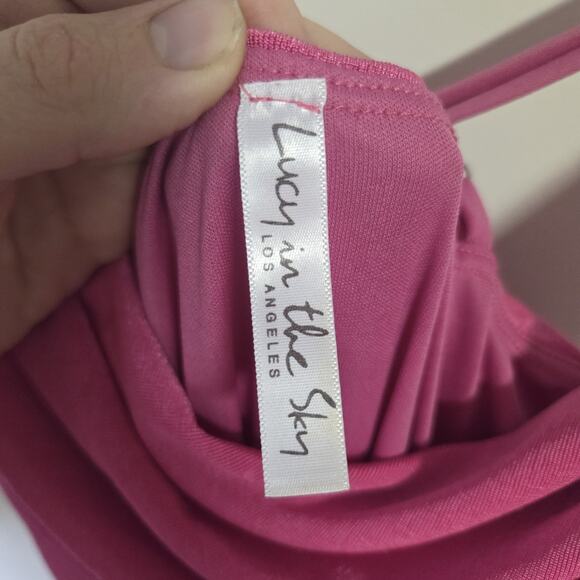 Lucy in the Sky
LOS ANGELES